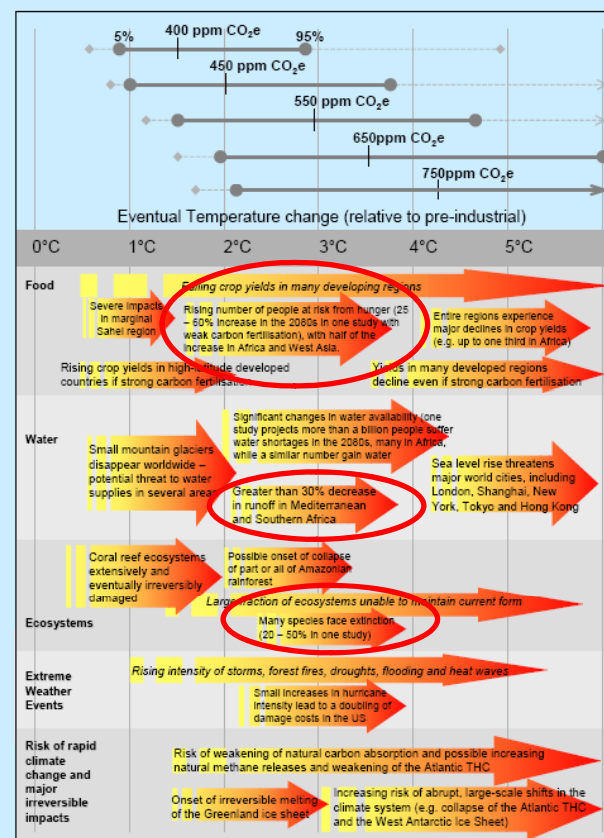 400 ppm CO₂e
5%
95%
450 ppm CO₂e
550 ppm CO₂e
650ppm CO₂e
750ppm CO₂e
Eventual Temperature change (relative to pre-industrial)
0°C 1°C 2°C 3°C 4°C 5°C
Food
Falling crop yields in many developing regions
Severe impacts
in marginal
Sahel region
Rising number of people at risk from hunger (25
– 60% increase in the 2080s in one study with
weak carbon fertilisation), with half of the
increase in Africa and West Asia.
Entire regions experience
major declines in crop yields
(e.g. up to one third in Africa)
Rising crop yields in high-latitude developed
countries if strong carbon fertilisation
Yields in many developed regions
decline even if strong carbon fertilisation
Water
Significant changes in water availability (one
study projects more than a billion people suffer
water shortages in the 2080s, many in Africa,
while a similar number gain water
Small mountain glaciers
disappear worldwide –
potential threat to water
supplies in several areas
Greater than 30% decrease
in runoff in Mediterranean
and Southern Africa
Sea level rise threatens
major world cities, including
London, Shanghai, New
York, Tokyo and Hong Kong
Ecosystems
Coral reef ecosystems
extensively and
eventually irreversibly
damaged
Possible onset of collapse
of part or all of Amazonian
rainforest
Large fraction of ecosystems unable to maintain current form
Many species face extinction
(20 – 50% in one study)
Extreme
Weather
Events
Rising intensity of storms, forest fires, droughts, flooding and heat waves
Small increases in hurricane
intensity lead to a doubling of
damage costs in the US
Risk of rapid
climate
change and
major
irreversible
impacts
Risk of weakening of natural carbon absorption and possible increasing
natural methane releases and weakening of the Atlantic THC
Onset of irreversible melting
of the Greenland ice sheet
Increasing risk of abrupt, large-scale shifts in the
climate system (e.g. collapse of the Atlantic THC
and the West Antarctic Ice Sheet)